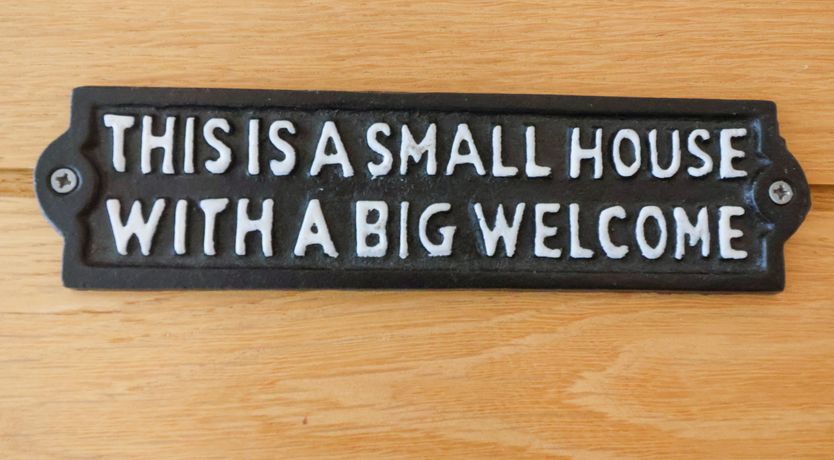 THIS IS A SMALL HOUSE
WITH A BIG WELCOME